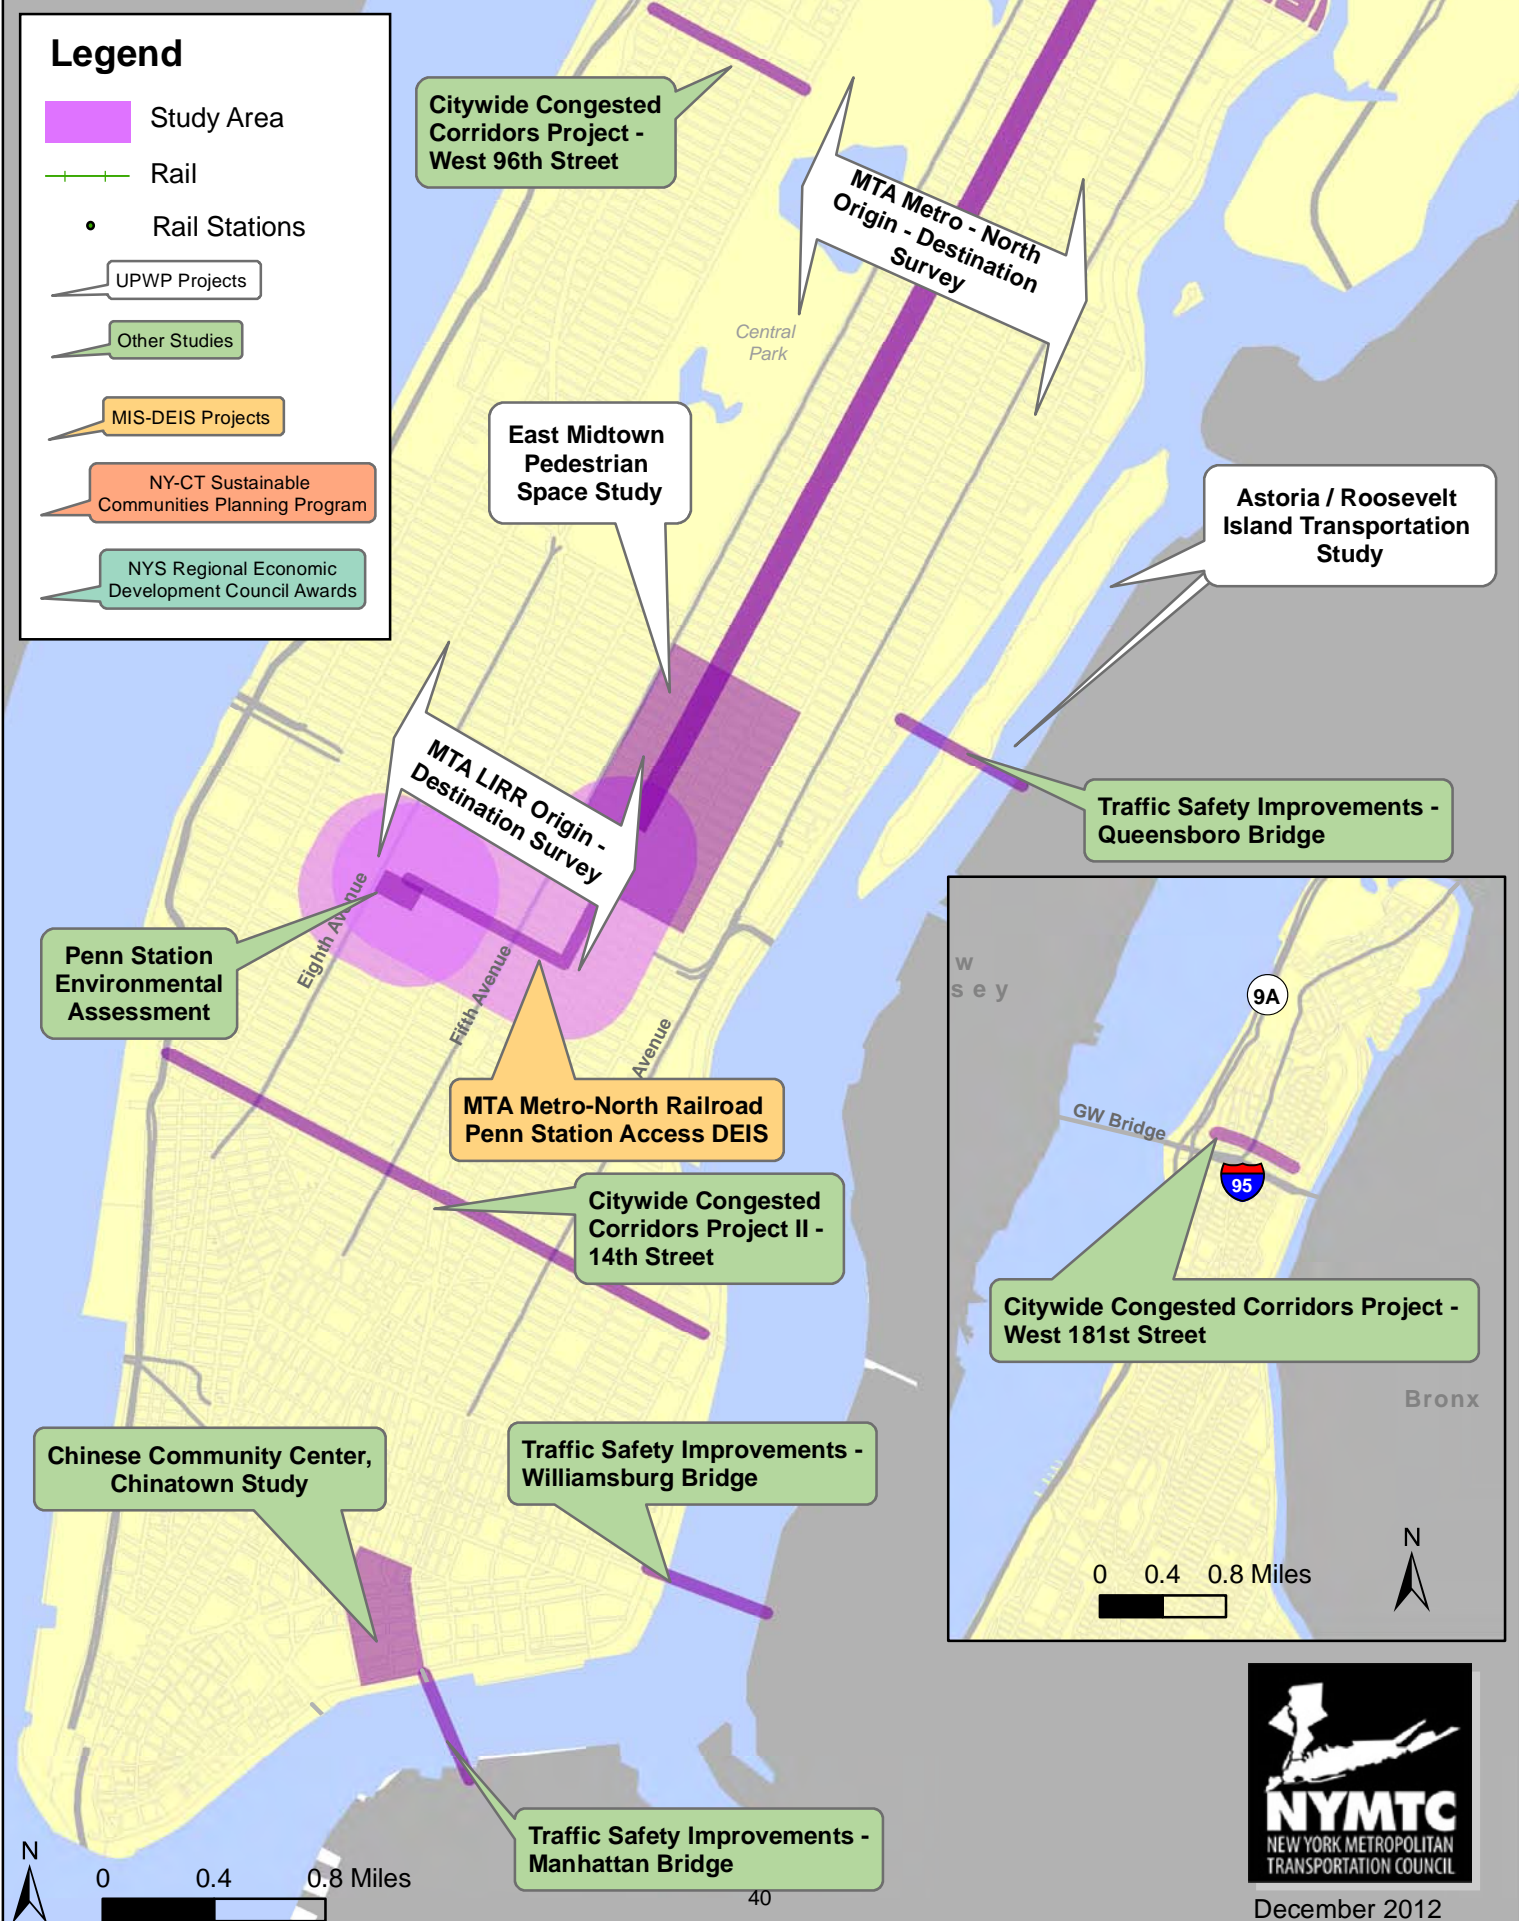 Legend
Study Area
Rail
Rail Stations
UPWP Projects
Other Studies
MIS-DEIS Projects
NY-CT Sustainable
Communities Planning Program
NYS Regional Economic
Development Council Awards
Citywide Congested
Corridors Project -
West 96th Street
MTA Metro - North
Origin - Destination
Survey
Central
Park
East Midtown
Pedestrian
Space Study
Astoria / Roosevelt
Island Transportation
Study
MTA LIRR Origin -
Destination Survey
Traffic Safety Improvements -
Queensboro Bridge
Eighth Avenue
Fifth Avenue
Avenue
Penn Station
Environmental
Assessment
MTA Metro-North Railroad
Penn Station Access DEIS
Citywide Congested
Corridors Project II -
14th Street
w
sey
9A
GW Bridge
95
Citywide Congested Corridors Project -
West 181st Street
Bronx
N
0 0.4 0.8 Miles
Chinese Community Center,
Chinatown Study
Traffic Safety Improvements -
Williamsburg Bridge
Traffic Safety Improvements -
Manhattan Bridge
N
0 0.4 0.8 Miles
40
NYMTC
NEW YORK METROPOLITAN
TRANSPORTATION COUNCIL
December 2012